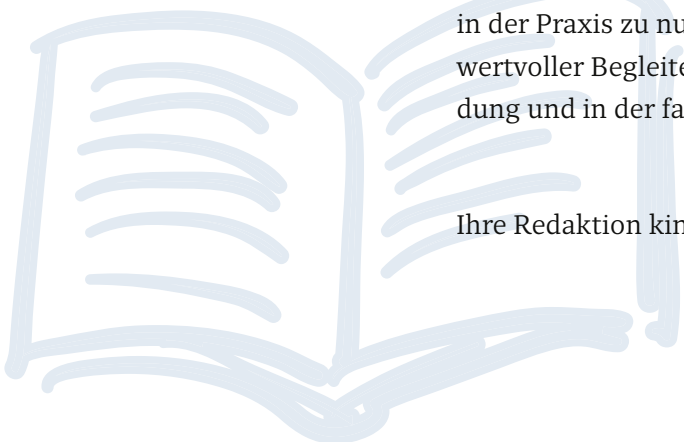 in der Praxis zu nu
wertvoller Begleite
dung und in der fa
Ihre Redaktion kin